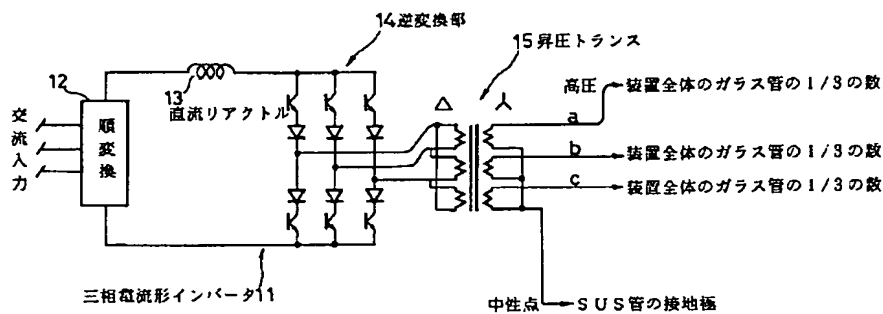 14逆変換部
15昇圧トランス
12
13
直流リアクトル
高圧
装置全体のガラス管の1/3の数
a
交流入力
順変換
b
装置全体のガラス管の1/3の数
c
装置全体のガラス管の1/3の数
三相電流形インバータ11
中性点
SUS管の接地極